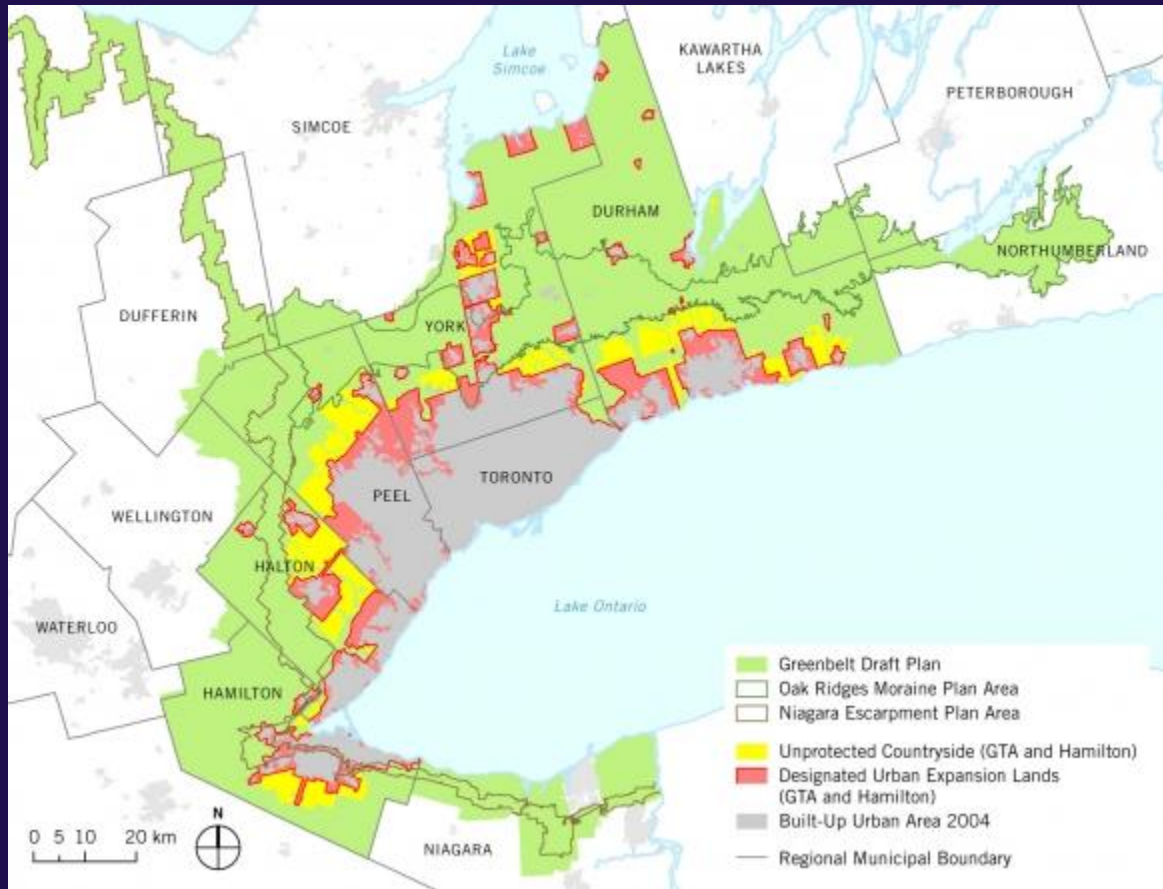 Lake
Simcoe
KAWARTHA
LAKES
PETERBOROUGH
SIMCOE
DURHAM
NORTHUMBERLAND
DUFFERIN
YORK
TORONTO
PEEL
WELLINGTON
HALTON
Lake Ontario
WATERLOO
HAMILTON
NIAGARA
N
0 5 10 20 km
Greenbelt Draft Plan
Oak Ridges Moraine Plan Area
Niagara Escarpment Plan Area
Unprotected Countryside (GTA and Hamilton)
Designated Urban Expansion Lands
(GTA and Hamilton)
Built-Up Urban Area 2004
Regional Municipal Boundary